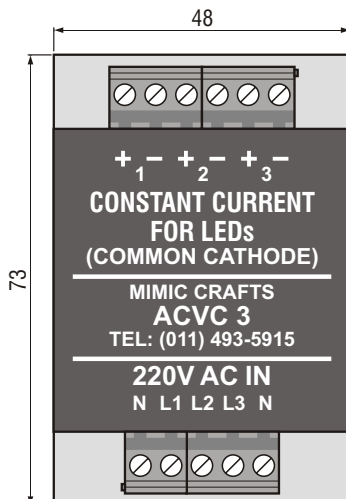 48
73
+ 1 − + 2 − + 3 −
CONSTANT CURRENT
FOR LEDs
(COMMON CATHODE)
MIMIC CRAFTS
ACVC 3
TEL: (011) 493-5915
220V AC IN
N L1 L2 L3 N